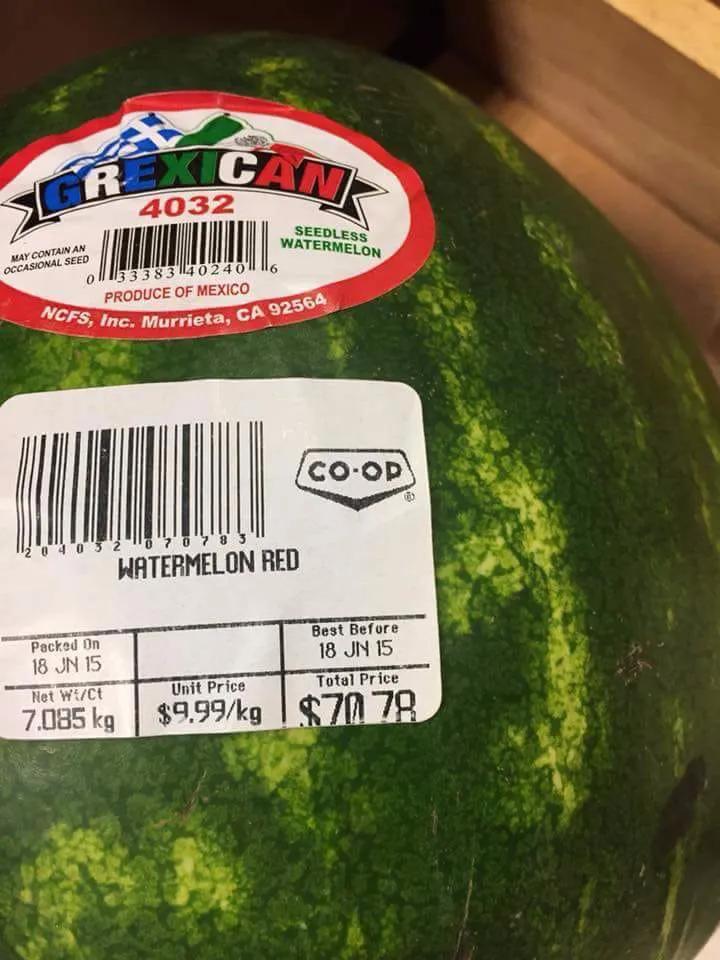 GREXICAN
4032
SEEDLESS
WATERMELON
MAY CONTAIN AN
OCCASIONAL SEED
0 33383 40240 6
PRODUCE OF MEXICO
NCFS, Inc. Murrieta, CA 92564
CO-OP
®
204032 070783
WATERMELON RED
Packed On
18 JN 15
Best Before
18 JN 15
Net Wt/Ct
7.085 kg
Unit Price
$9.99/kg
Total Price
$70.78